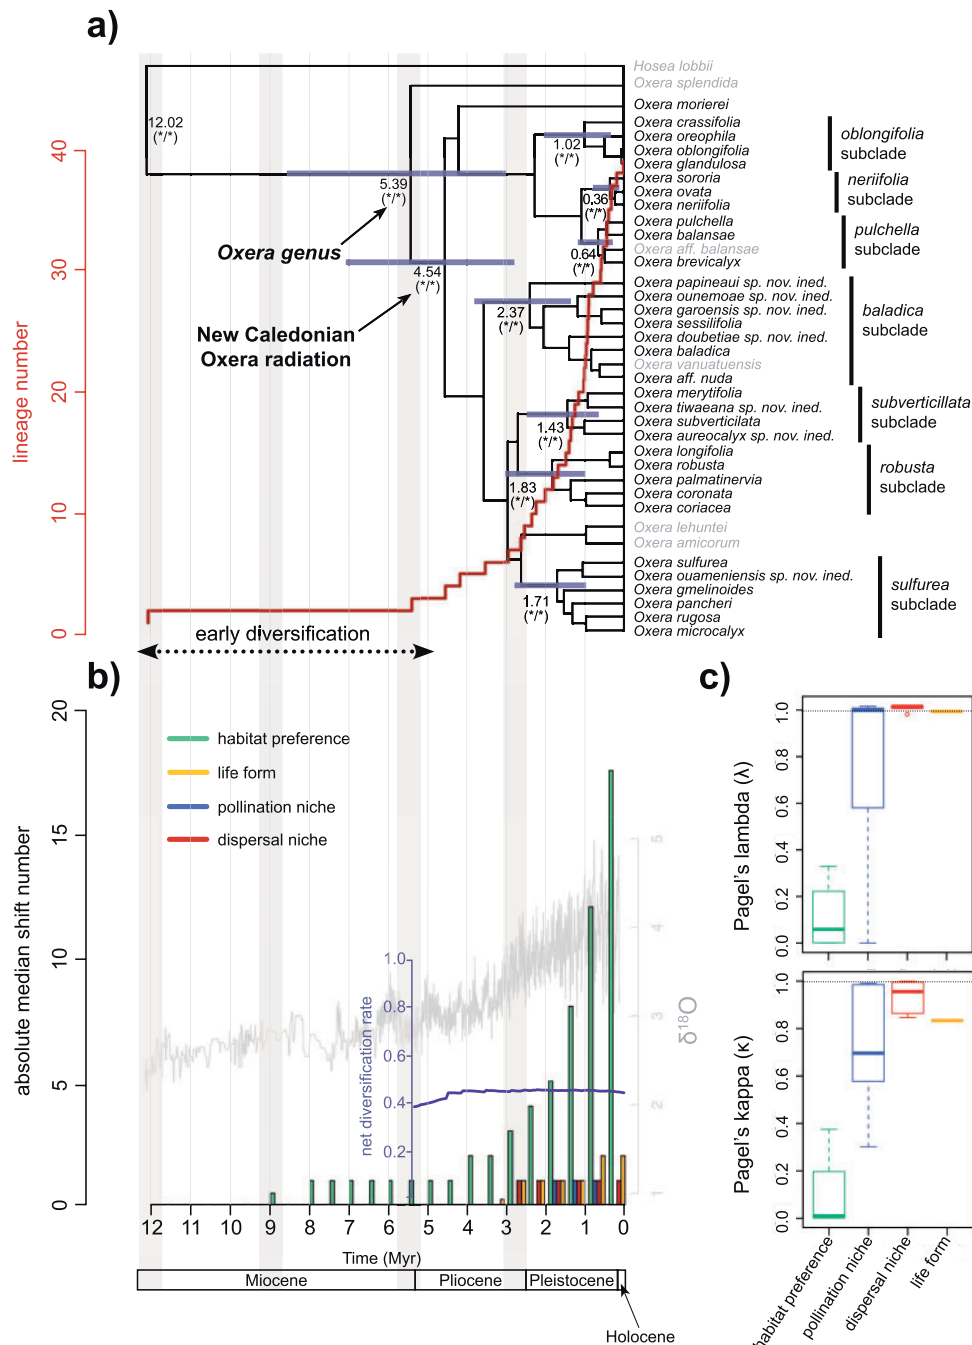 a)
Hosea lobbii
Oxera splendida
Oxera morierei
Oxera crassifolia
Oxera oreophila
Oxera oblongifolia
Oxera glandulosa
Oxera sororia
Oxera ovata
Oxera neriifolia
Oxera pulchella
Oxera balansae
Oxera aff. balansae
Oxera brevicalyx
Oxera papineaui sp. nov. ined.
Oxera ounemoae sp. nov. ined.
Oxera garoensis sp. nov. ined.
Oxera sessilifolia
Oxera doubetiae sp. nov. ined.
Oxera baladica
Oxera vanuatuensis
Oxera aff. nuda
Oxera merytifolia
Oxera tiwaeana sp. nov. ined.
Oxera subverticilata
Oxera aureocalyx sp. nov. ined.
Oxera longifolia
Oxera robusta
Oxera palmatinervia
Oxera coronata
Oxera coriacea
Oxera lehuntei
Oxera amicorum
Oxera sulfurea
Oxera ouameniensis sp. nov. ined.
Oxera gmelinoides
Oxera pancheri
Oxera rugosa
Oxera microcalyx
oblongifolia
subclade
neriifolia
subclade
pulchella
subclade
baladica
subclade
subverticillata
subclade
robusta
subclade
sulfurea
subclade
12.02
(*/*)
5.39
(*/*)
4.54
(*/*)
1.02
(*/*)
0.36
(*/*)
0.64
(*/*)
2.37
(*/*)
1.43
(*/*)
1.83
(*/*)
1.71
(*/*)
Oxera genus
New Caledonian
Oxera radiation
lineage number
40
30
20
10
0
early diversification
b)
absolute median shift number
20
15
10
5
0
habitat preference
life form
pollination niche
dispersal niche
net diversification rate
1.0
0.8
0.6
0.4
0.2
δ18O
5
4
3
2
1
12 11 10 9 8 7 6 5 4 3 2 1 0
Time (Myr)
Miocene Pliocene Pleistocene
Holocene
c)
Pagel's lambda (λ)
1.0
0.8
0.6
0.4
0.2
0.0
Pagel's kappa (κ)
1.0
0.8
0.6
0.4
0.2
0.0
habitat preference
pollination niche
dispersal niche
life form